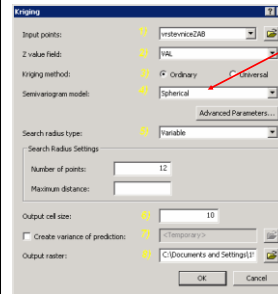 Kriging
Input points: 1) vrstevniceZAB
Z value field: 2) VAL
Kriging method: 3) Ordinary Universal
Semivariogram model: 4) Spherical
Advanced Parameters...
Search radius type: 5) Variable
Search Radius Settings
Number of points: 12
Maximum distance:
Output cell size: 6) 10
Create variance of prediction: 7) <Temporary>
Output raster: 8) C:\Documents and Settings\
OK Cancel